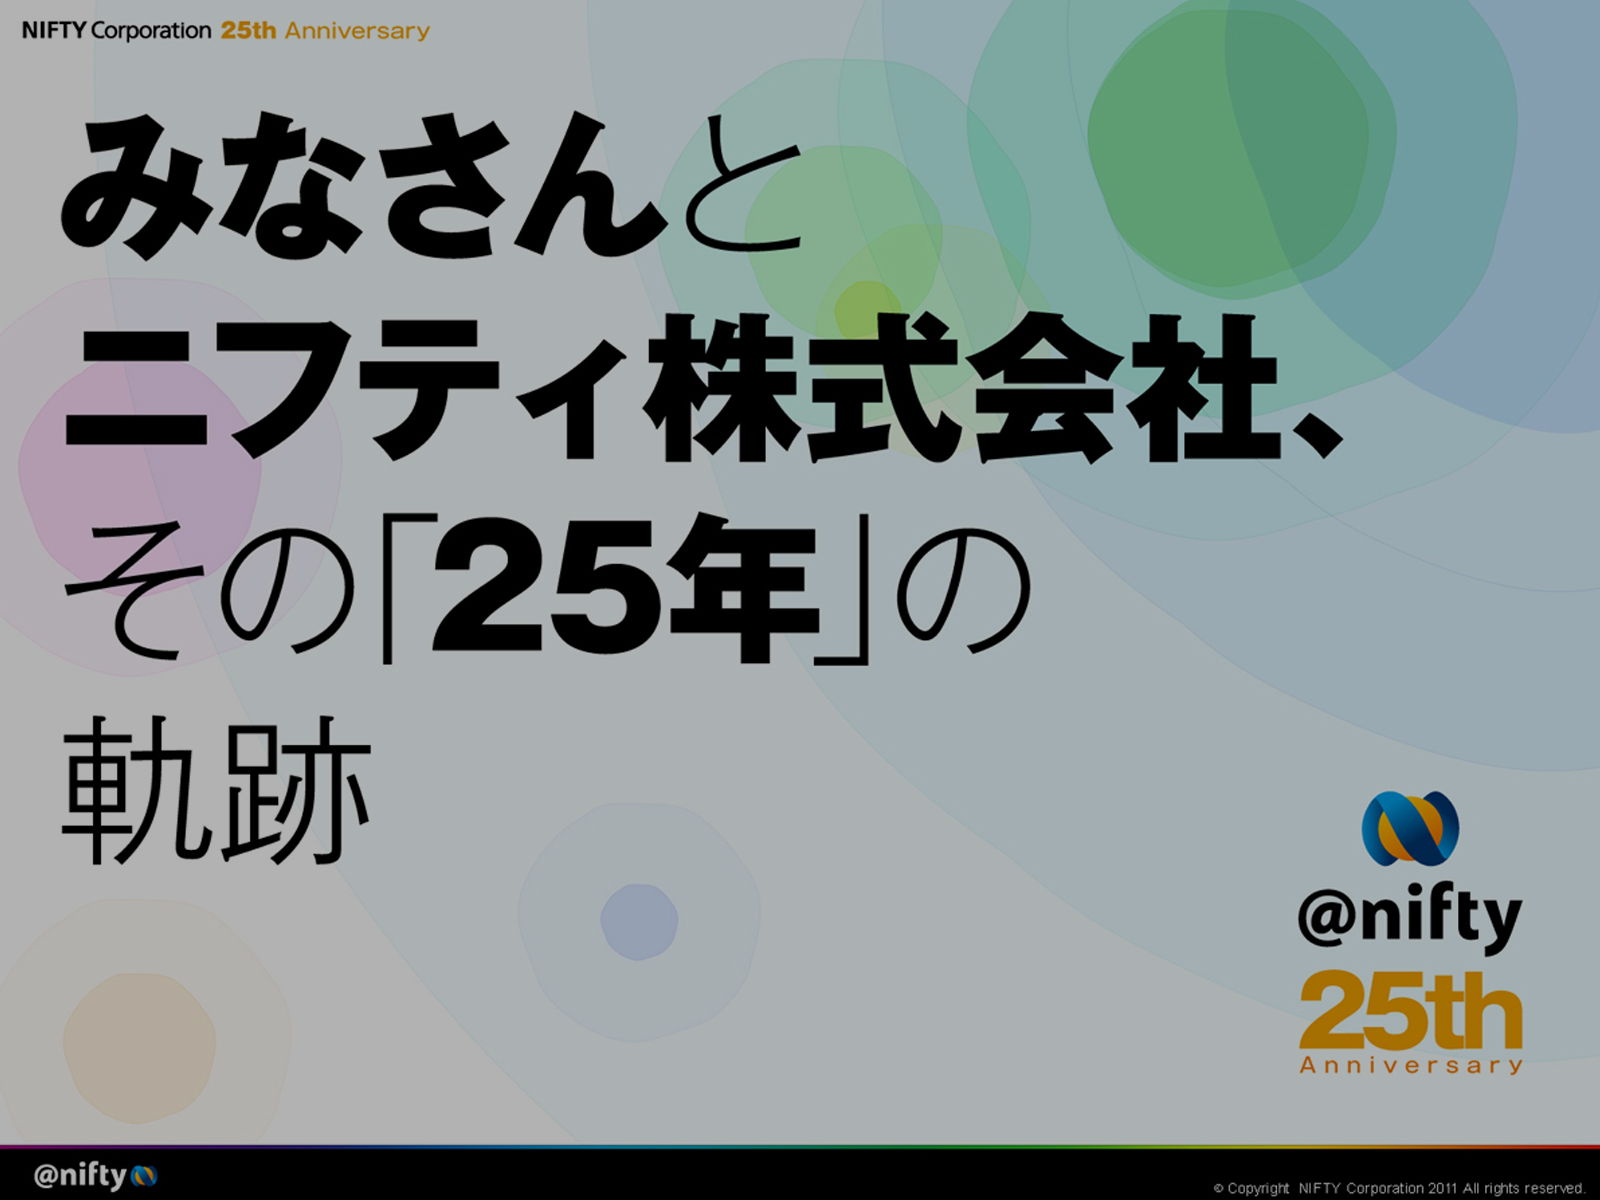 NIFTY Corporation 25th Anniversary
みなさんと
ニフティ株式会社、
その「25年」の
軌跡
@nifty
25th
Anniversary
@nifty
© Copyright NIFTY Corporation 2011 All rights reserved.